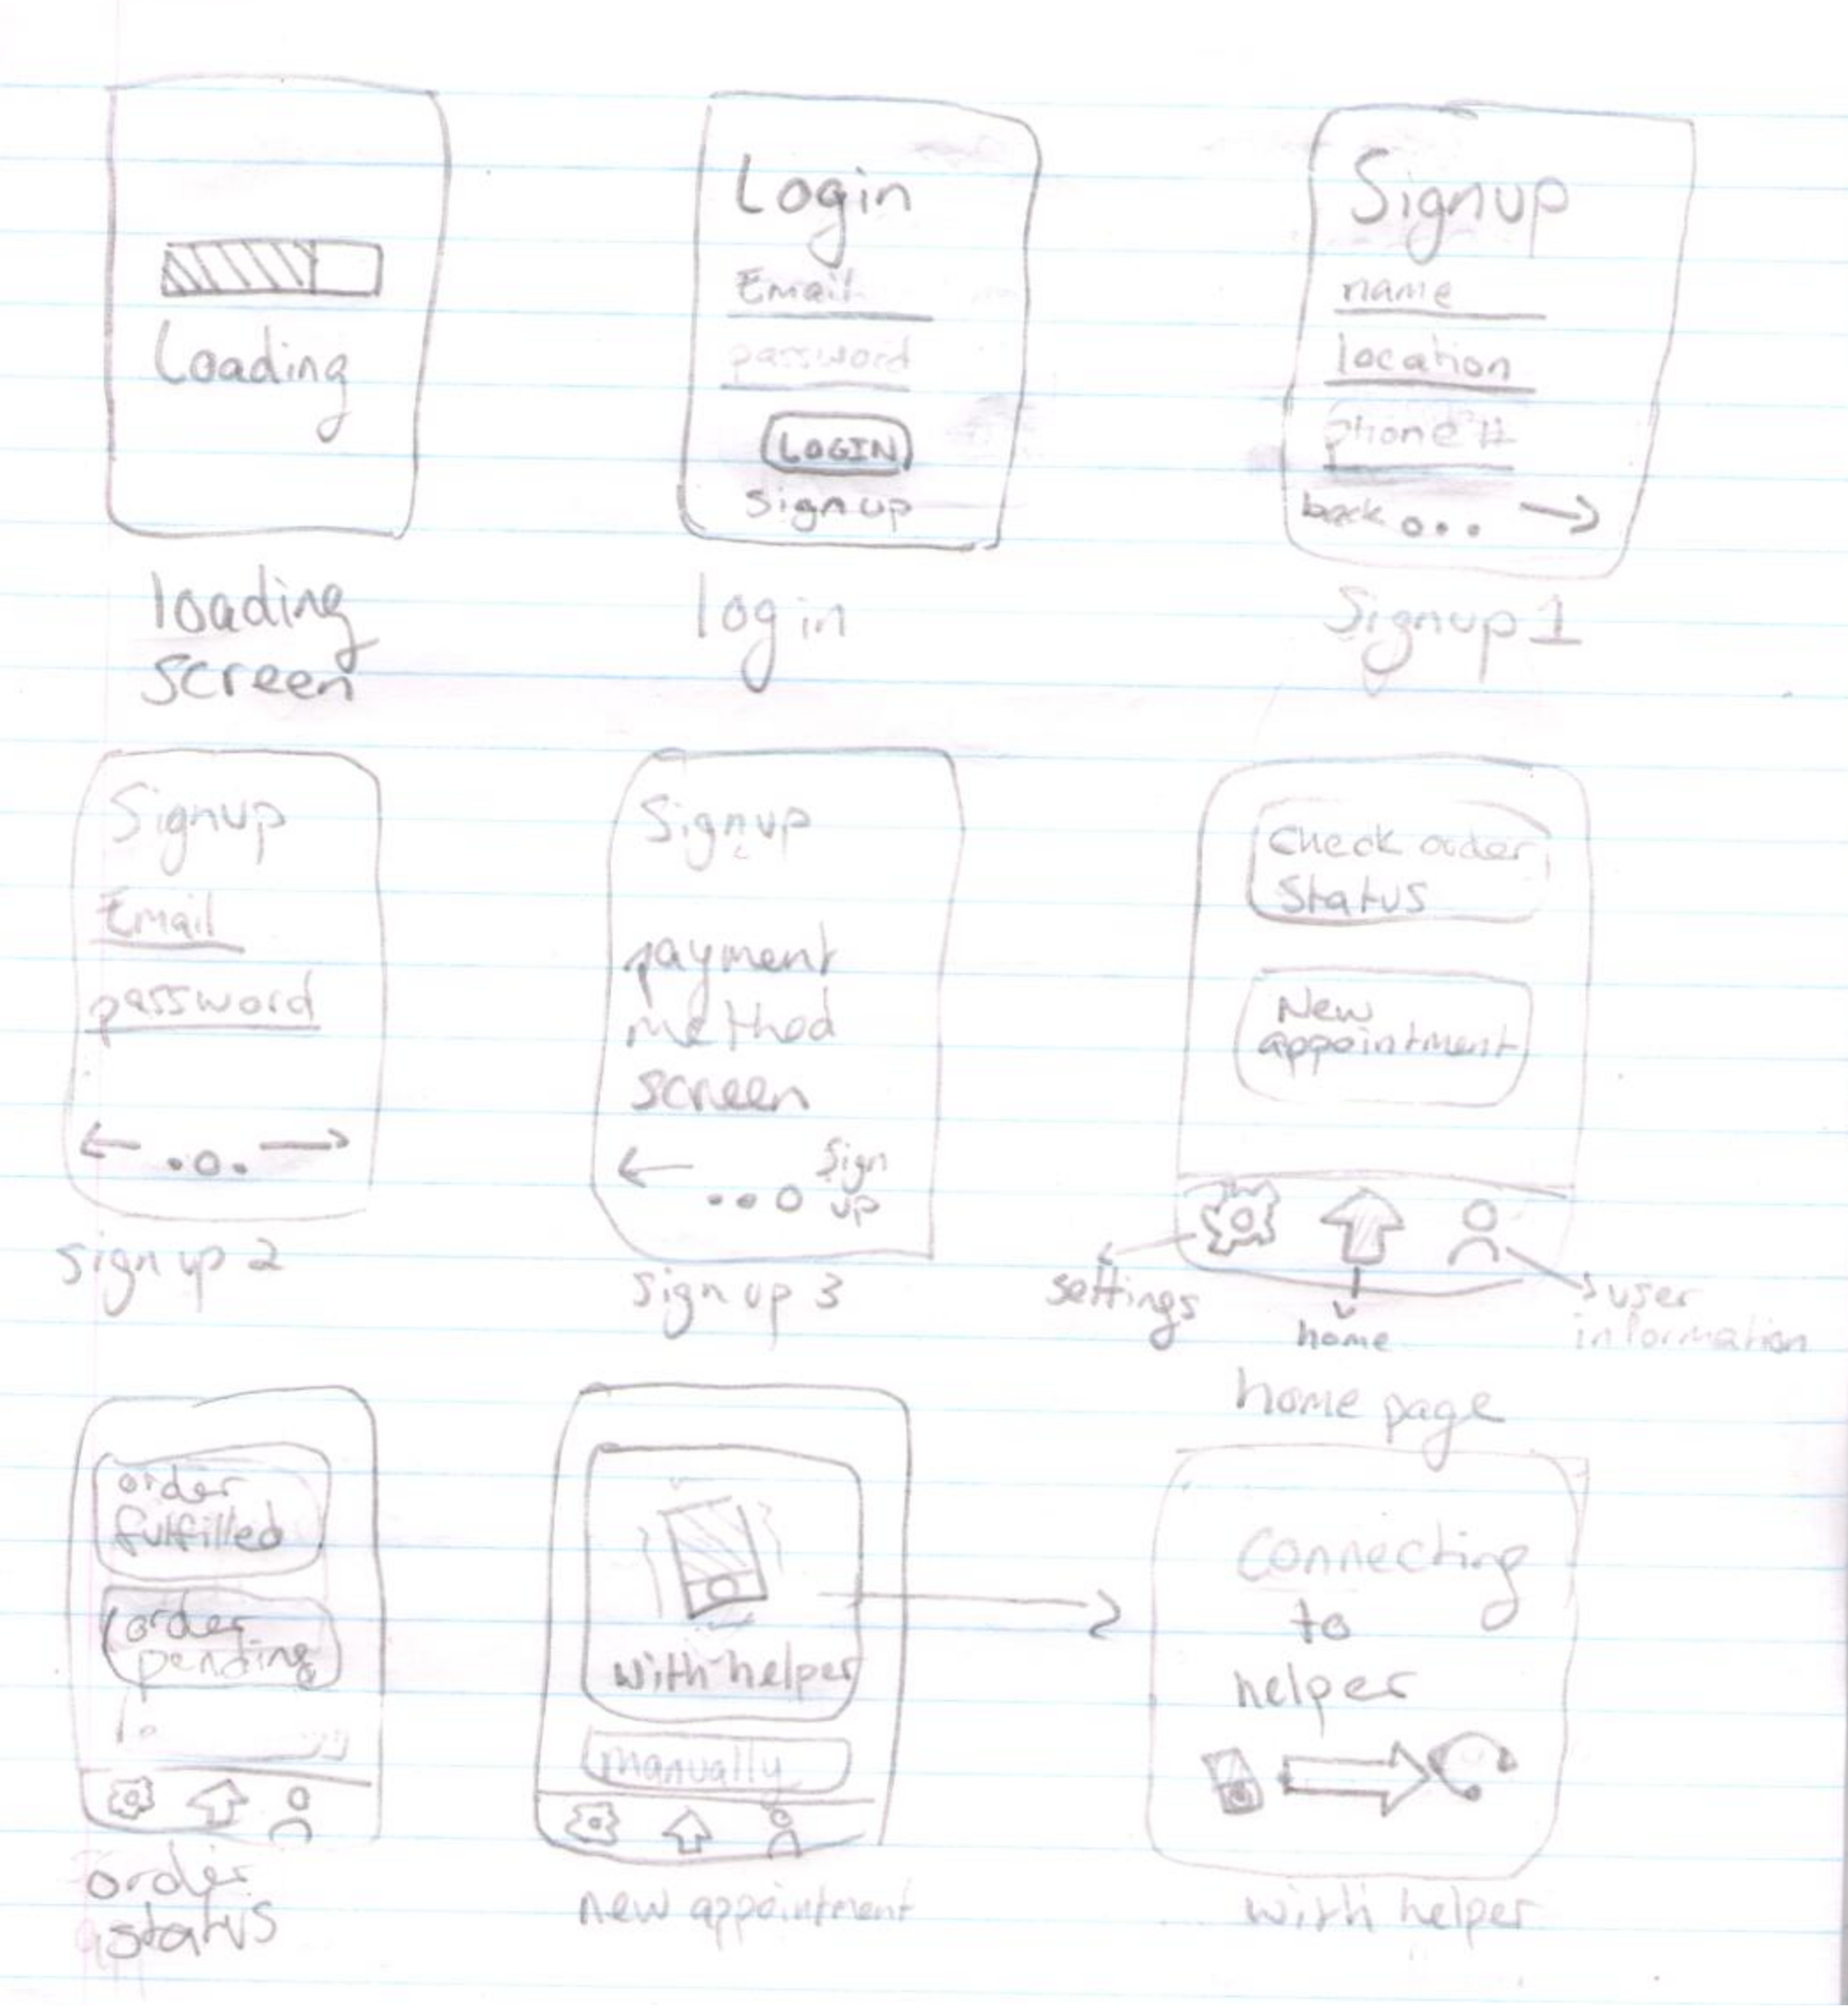 Loading
loading
screen
Login
Email
password
LOGIN
sign up
login
Signup
name
location
phone #
back
Signup 1
Signup
Email
password
sign up 2
Signup
payment
method
screen
Sign
up
sign up 3
Check order
Status
New
appointment
settings
home
user
information
home page
order
fulfilled
order
pending
order
status
with helper
manually
new appointment
Connecting
to
helper
with helper